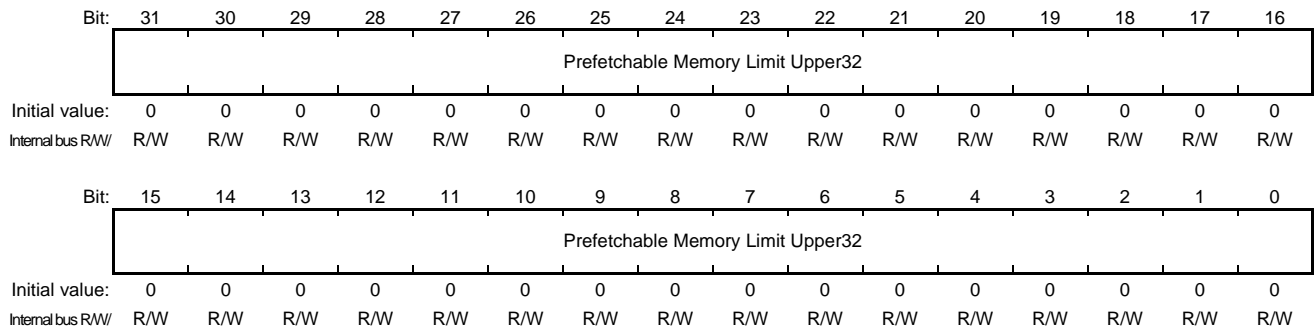 Bit: 31 30 29 28 27 26 25 24 23 22 21 20 19 18 17 16
Prefetchable Memory Limit Upper32
Initial value: 0 0 0 0 0 0 0 0 0 0 0 0 0 0 0 0
Internal bus R/W/ R/W R/W R/W R/W R/W R/W R/W R/W R/W R/W R/W R/W R/W R/W R/W R/W
Bit: 15 14 13 12 11 10 9 8 7 6 5 4 3 2 1 0
Prefetchable Memory Limit Upper32
Initial value: 0 0 0 0 0 0 0 0 0 0 0 0 0 0 0 0
Internal bus R/W/ R/W R/W R/W R/W R/W R/W R/W R/W R/W R/W R/W R/W R/W R/W R/W R/W